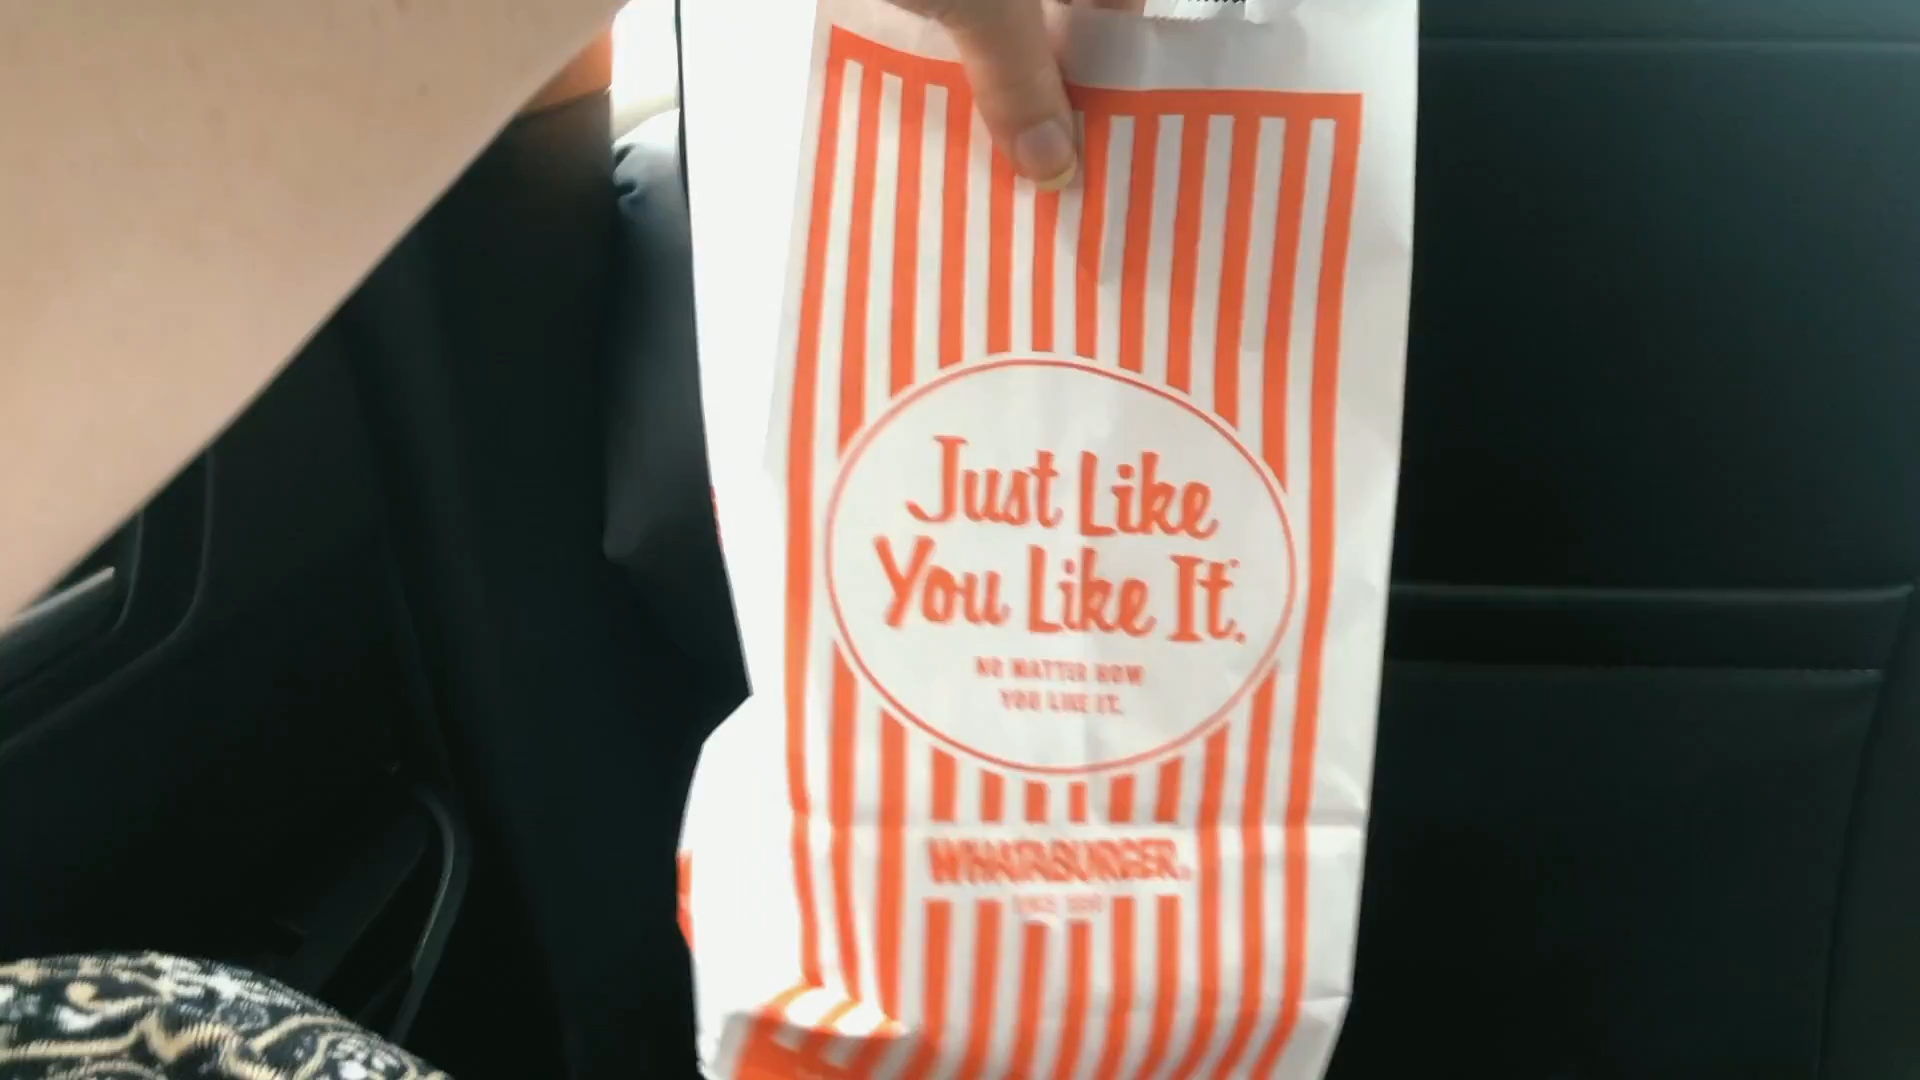 Just Like
You Like It.
NO MATTER HOW
YOU LIKE IT.
WHATABURGER.